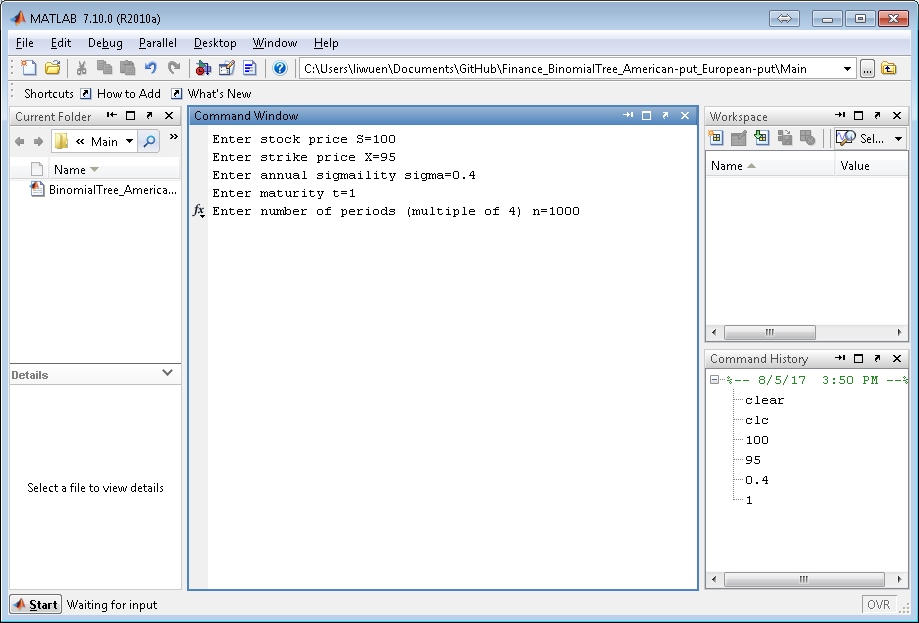 MATLAB 7.10.0 (R2010a)
File Edit Debug Parallel Desktop Window Help
C:\Users\liwuen\Documents\GitHub\Finance_BinomialTree_American-put_European-put\Main ...
Shortcuts How to Add What's New
Current Folder
« Main »
Name
BinomialTree_America...
Details
Select a file to view details
Command Window
Enter stock price S=100
Enter strike price X=95
Enter annual sigmaility sigma=0.4
Enter maturity t=1
fx Enter number of periods (multiple of 4) n=1000
Workspace
Sel...
Name Value
Command History
%-- 8/5/17 3:50 PM --%
clear
clc
100
95
0.4
1
Start Waiting for input
OVR